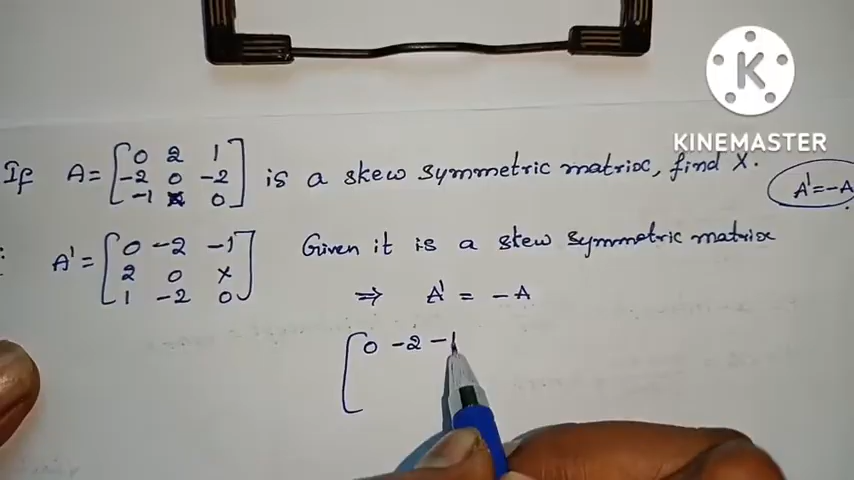 K
KINEMASTER
If A = [ 0 2 1
-2 0 -2
-1 x 0 ] is a skew symmetric matrix, find x.
A' = -A
: A' = [ 0 -2 -1
2 0 x
1 -2 0 ] Given it is a skew symmetric matrix
⇒ A' = -A
[ 0 -2 -1